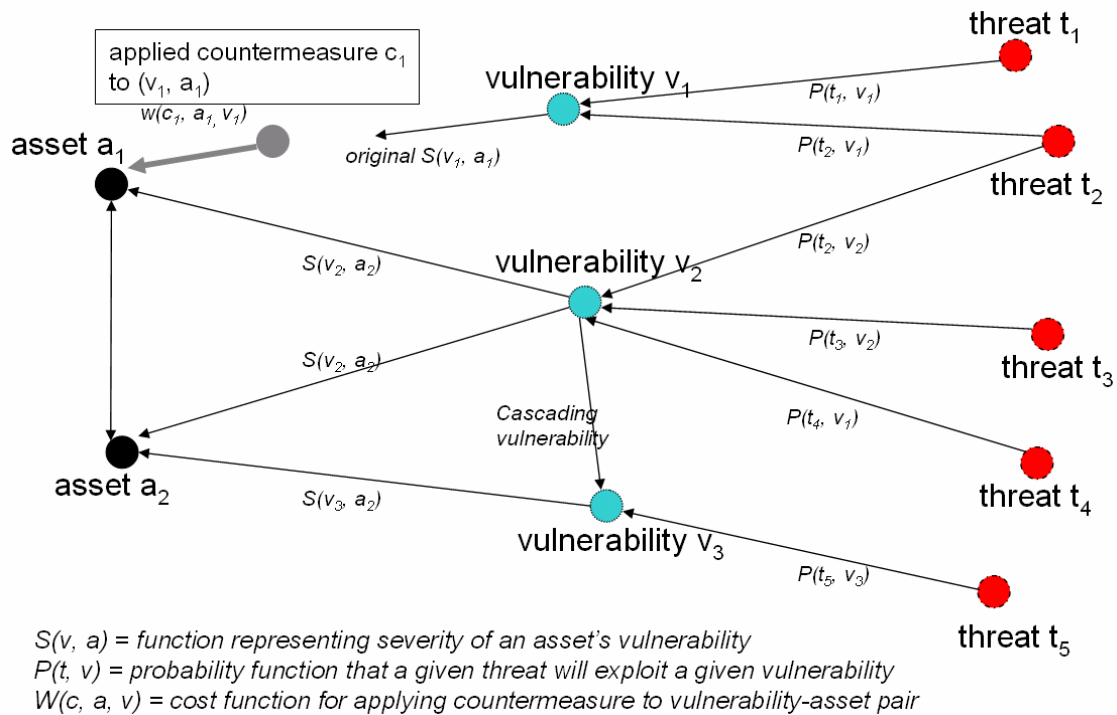 threat t1
applied countermeasure c1
to (v1, a1)
vulnerability v1
P(t1, v1)
w(c1, a1, v1)
asset a1
original S(v1, a1)
P(t2, v1)
threat t2
P(t2, v2)
S(v2, a2)
vulnerability v2
P(t3, v2)
threat t3
S(v2, a2)
Cascading
vulnerability
P(t4, v1)
asset a2
S(v3, a2)
threat t4
vulnerability v3
P(t5, v3)
threat t5
S(v, a) = function representing severity of an asset's vulnerability
P(t, v) = probability function that a given threat will exploit a given vulnerability
W(c, a, v) = cost function for applying countermeasure to vulnerability-asset pair